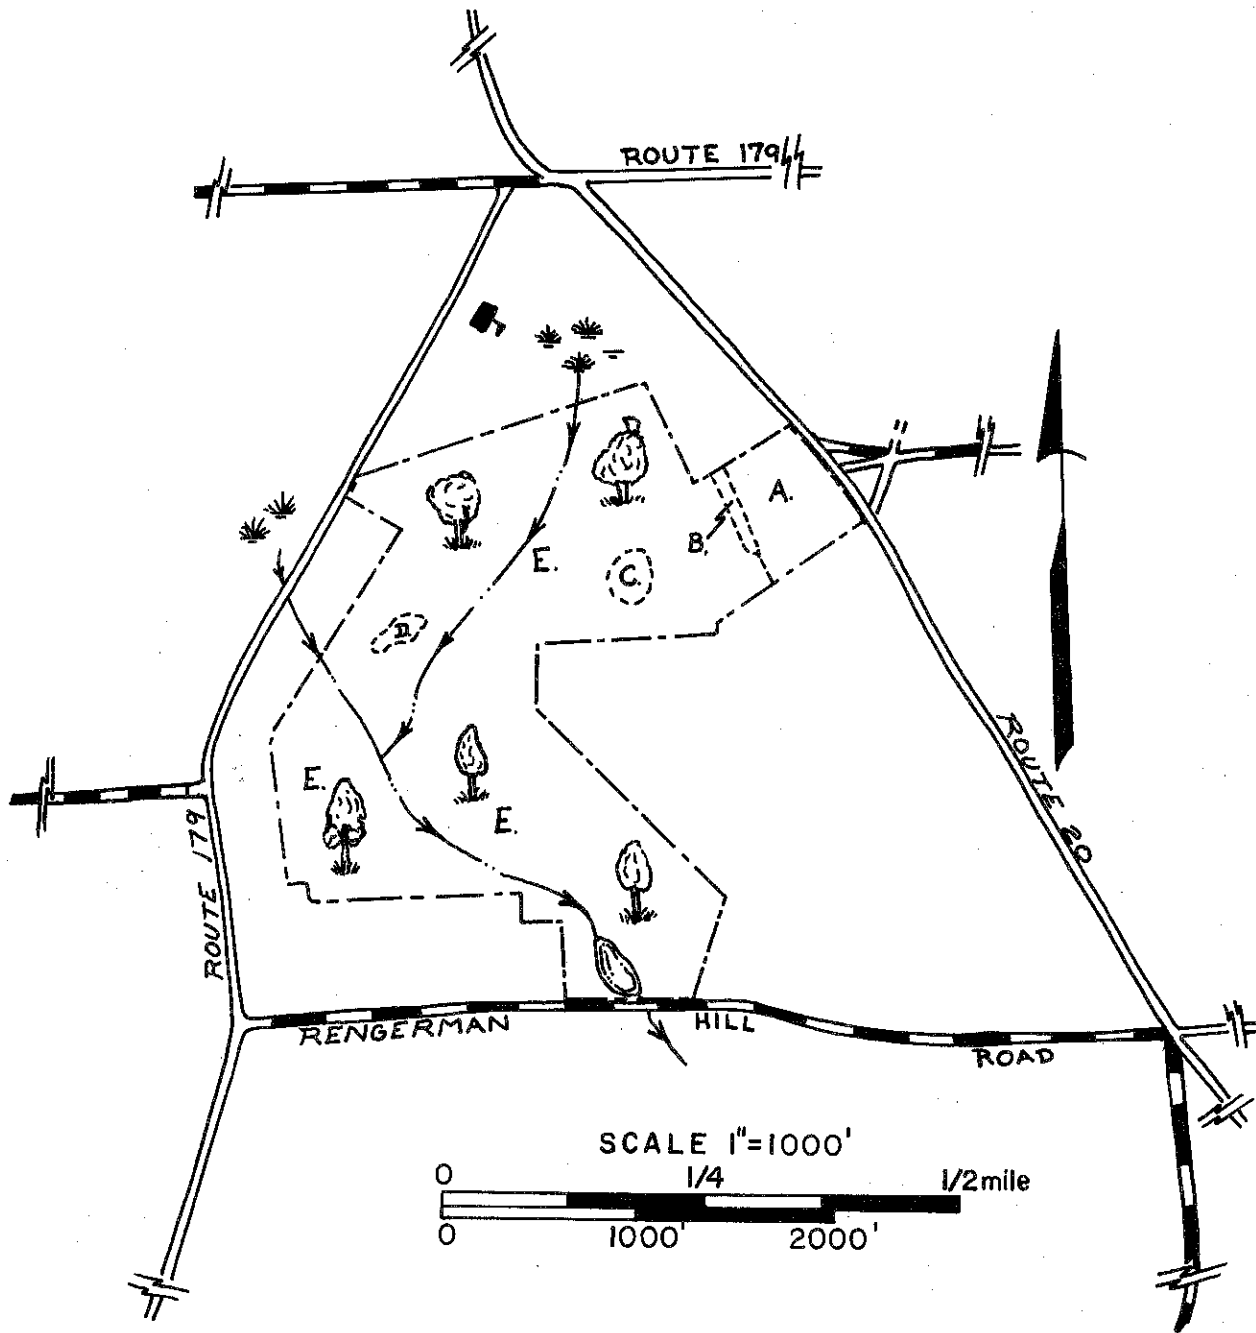 ROUTE 179
A.
B.
E.
C.
D.
ROUTE 20
E.
E.
ROUTE 179
RENGERMAN HILL ROAD
SCALE 1"=1000'
0 1/4 1/2 mile
0 1000' 2000'